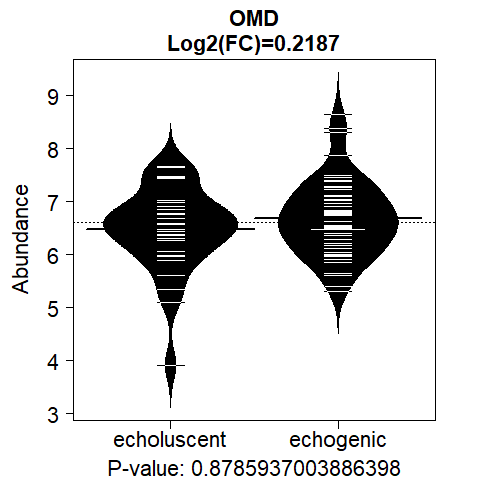 OMD
Log2(FC)=0.2187
Abundance
9
8
7
6
5
4
3
echoluscent echogenic
P-value: 0.8785937003886398